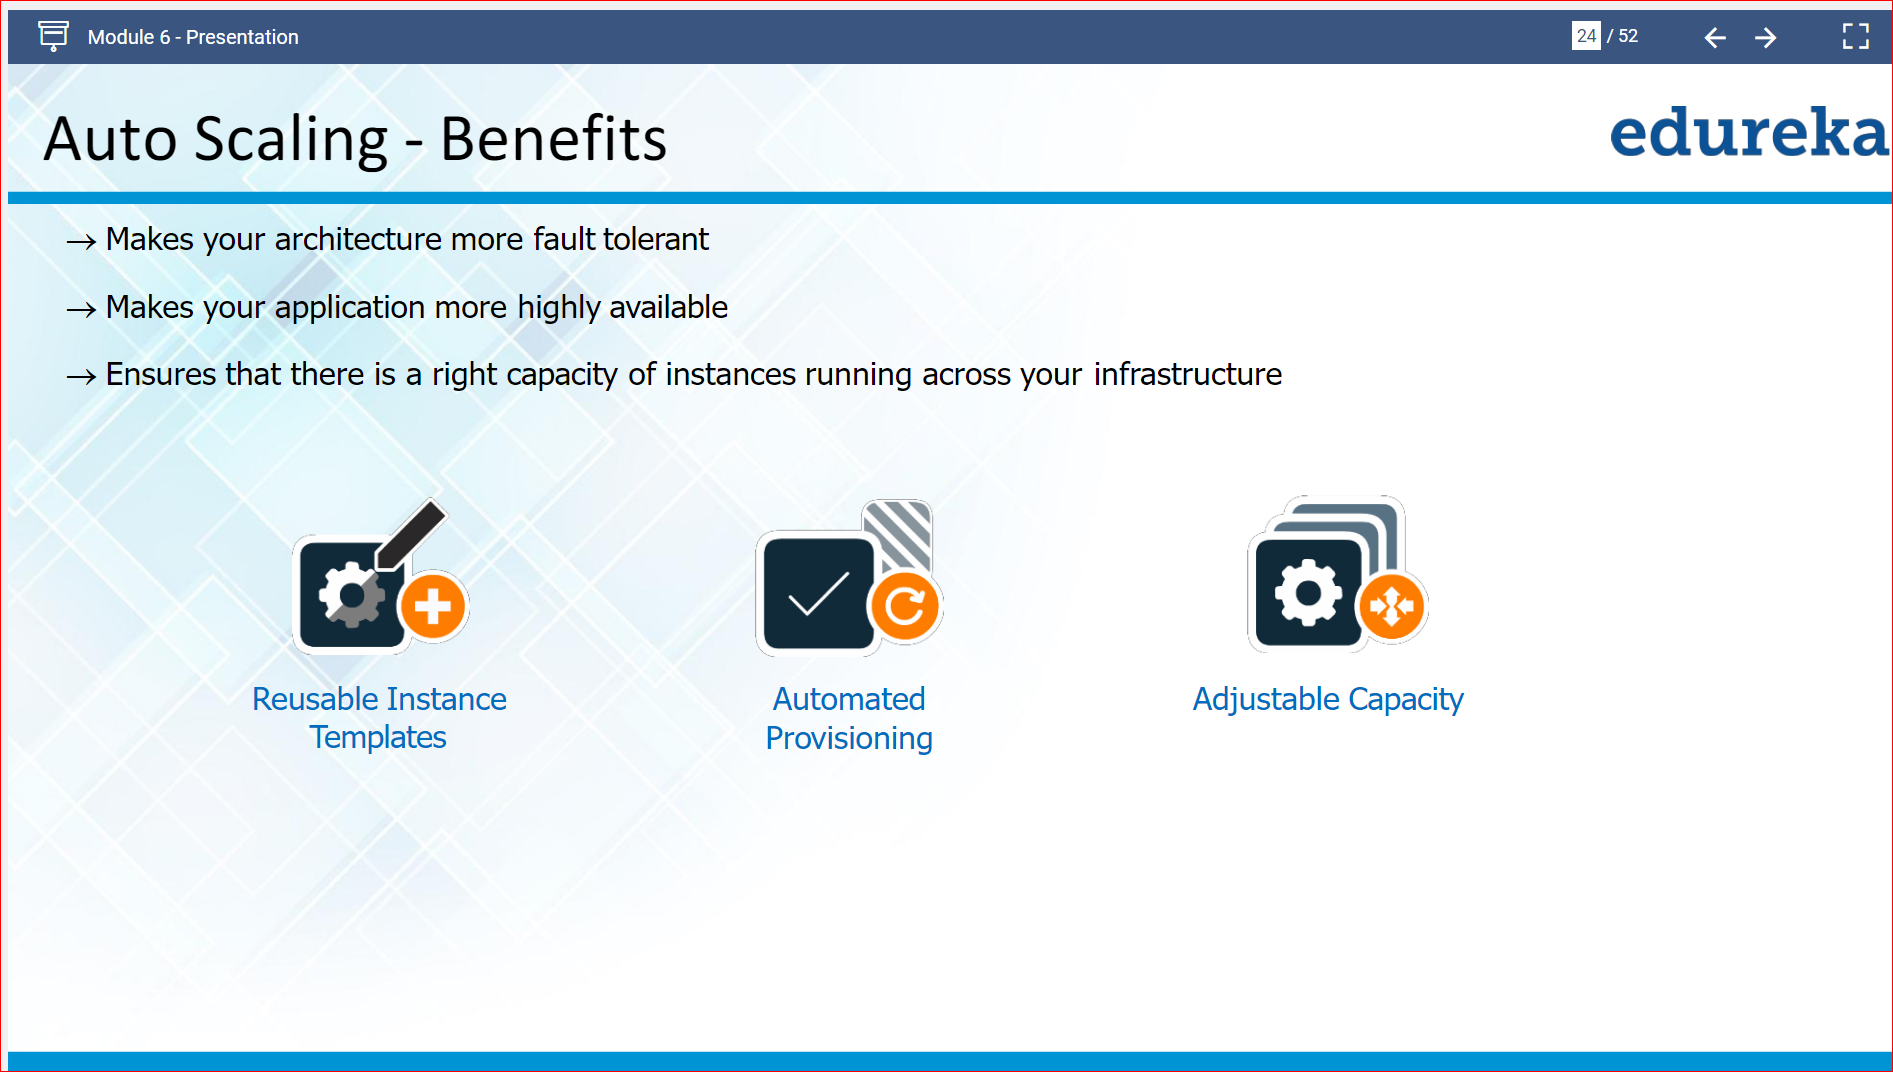 Module 6 - Presentation
24 / 52
Auto Scaling - Benefits
edureka
→ Makes your architecture more fault tolerant
→ Makes your application more highly available
→ Ensures that there is a right capacity of instances running across your infrastructure
Reusable Instance
Templates
Automated
Provisioning
Adjustable Capacity